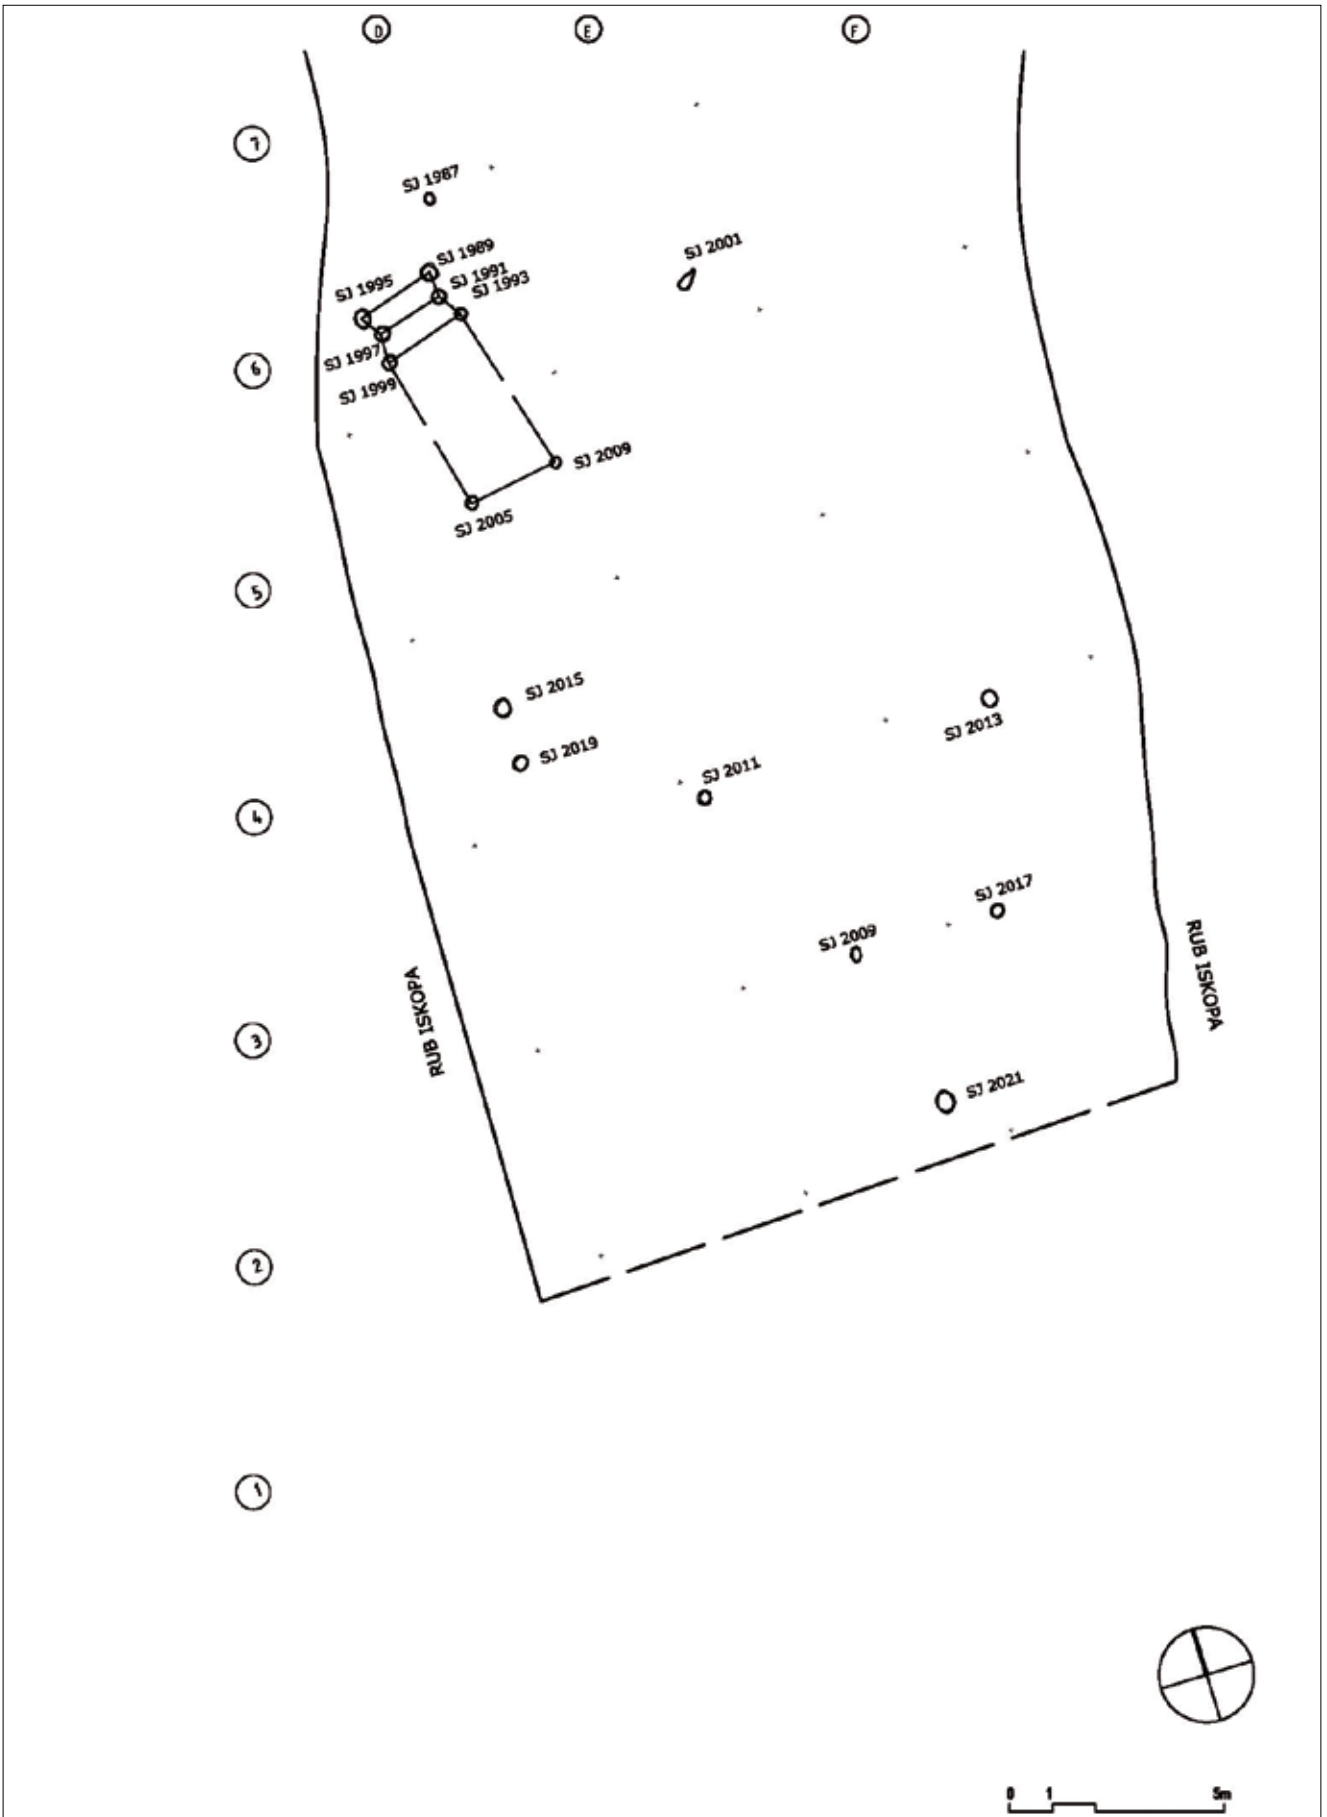 D
E
F
7
SJ 1987
SJ 2001
SJ 1989
SJ 1991
SJ 1993
SJ 1995
SJ 1997
6
SJ 1999
SJ 2009
SJ 2005
5
SJ 2015
SJ 2013
SJ 2019
SJ 2011
4
SJ 2017
SJ 2009
RUB ISKOPA
RUB ISKOPA
3
SJ 2021
2
1
0 1 5m